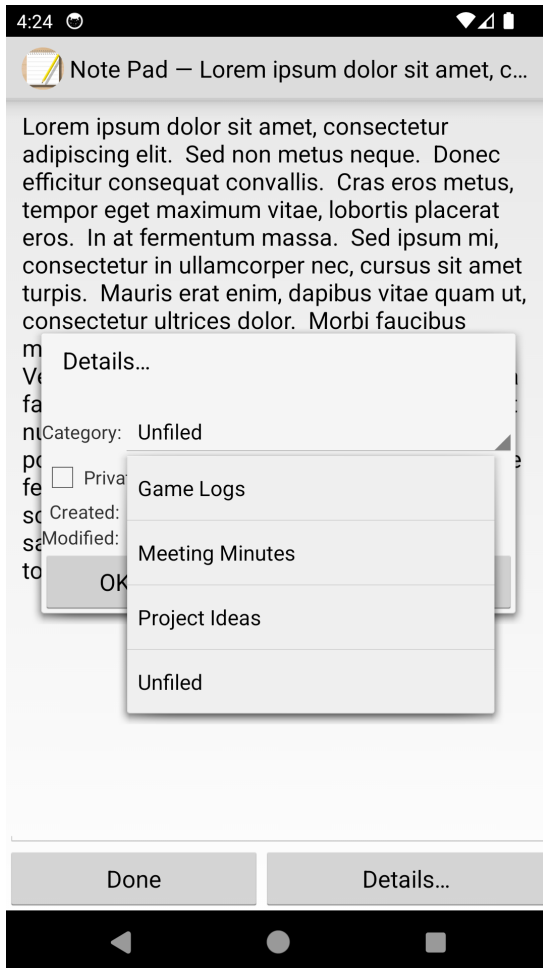 4:24
Note Pad — Lorem ipsum dolor sit amet, c...
Lorem ipsum dolor sit amet, consectetur
adipiscing elit.  Sed non metus neque.  Donec
efficitur consequat convallis.  Cras eros metus,
tempor eget maximum vitae, lobortis placerat
eros.  In at fermentum massa.  Sed ipsum mi,
consectetur in ullamcorper nec, cursus sit amet
turpis.  Mauris erat enim, dapibus vitae quam ut,
consectetur ultrices dolor.  Morbi faucibus
Details...
Category: Unfiled
Game Logs
Created:
Meeting Minutes
Modified:
OK
Project Ideas
Unfiled
Done
Details...